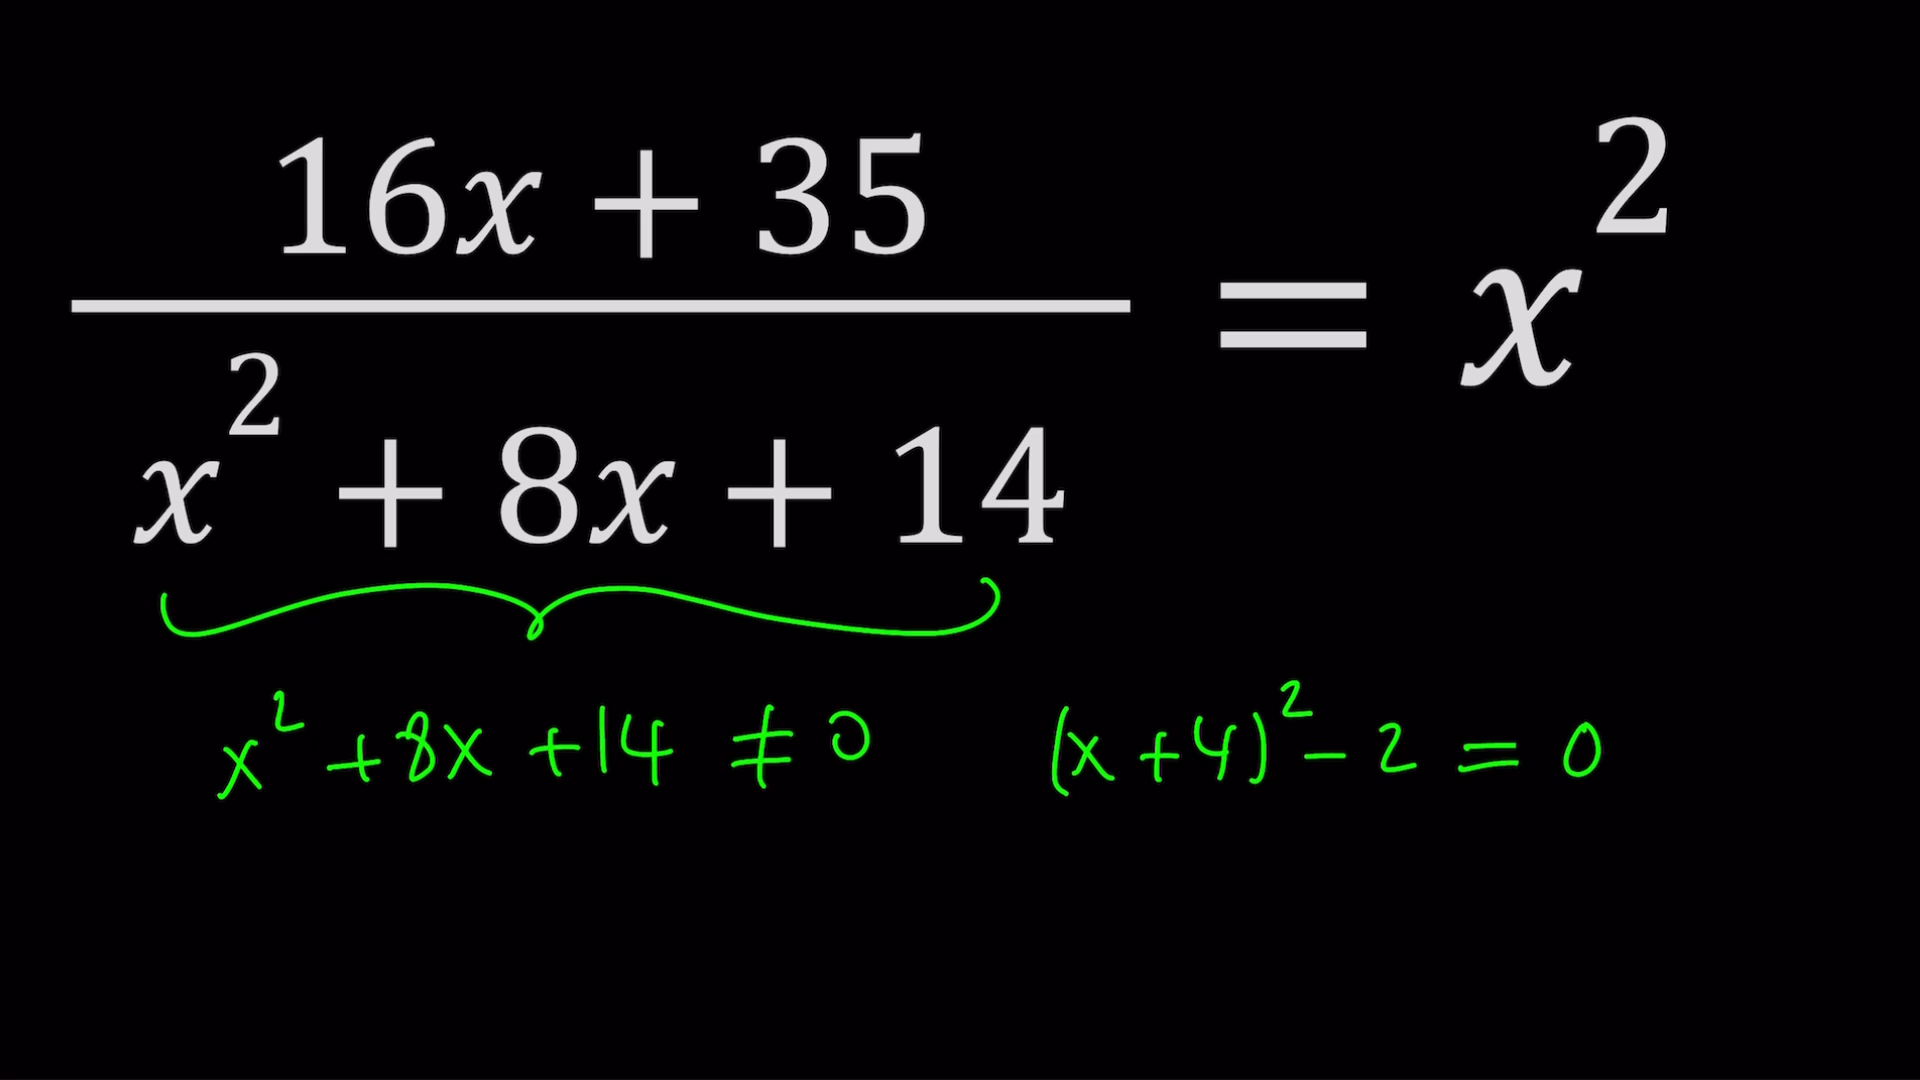 16x + 35
x² + 8x + 14
= x²
x² + 8x + 14 ≠ 0
(x + 4)² - 2 = 0